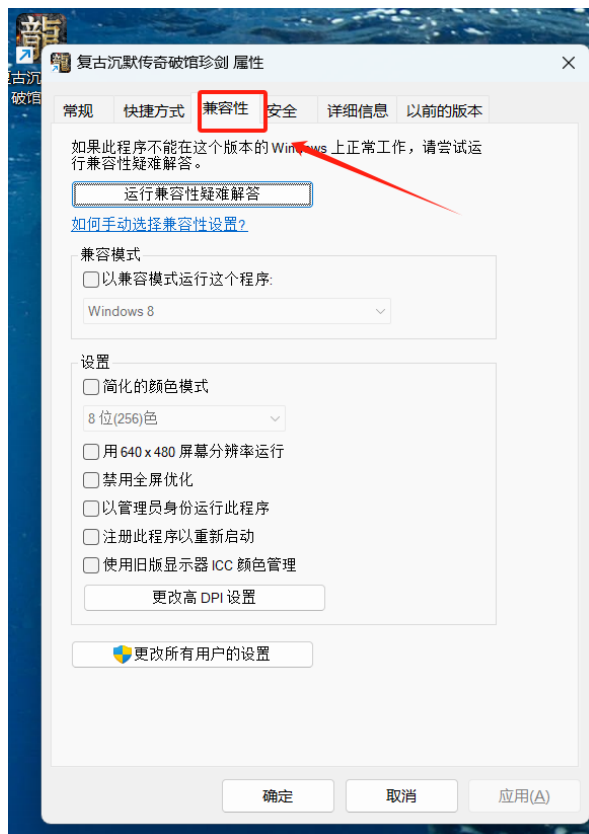 龍
复古沉
破馆
复古沉默传奇破馆珍剑 属性
常规 快捷方式 兼容性 安全 详细信息 以前的版本
如果此程序不能在这个版本的 Windows 上正常工作，请尝试运
行兼容性疑难解答。
运行兼容性疑难解答
如何手动选择兼容性设置?
兼容模式
以兼容模式运行这个程序:
Windows 8
设置
简化的颜色模式
8 位(256)色
用 640 x 480 屏幕分辨率运行
禁用全屏优化
以管理员身份运行此程序
注册此程序以重新启动
使用旧版显示器 ICC 颜色管理
更改高 DPI 设置
更改所有用户的设置
确定 取消 应用(A)